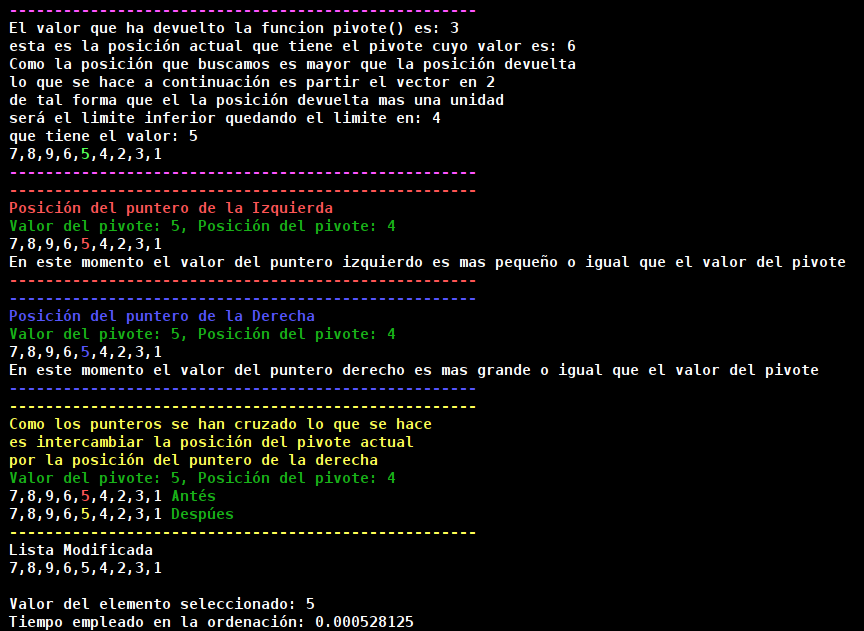 ----------------------------------------------------
El valor que ha devuelto la funcion pivote() es: 3
esta es la posición actual que tiene el pivote cuyo valor es: 6
Como la posición que buscamos es mayor que la posición devuelta
lo que se hace a continuación es partir el vector en 2
de tal forma que el la posición devuelta mas una unidad
será el limite inferior quedando el limite en: 4
que tiene el valor: 5
7,8,9,6,5,4,2,3,1
----------------------------------------------------
----------------------------------------------------
Posición del puntero de la Izquierda
Valor del pivote: 5, Posición del pivote: 4
7,8,9,6,5,4,2,3,1
En este momento el valor del puntero izquierdo es mas pequeño o igual que el valor del pivote
----------------------------------------------------
----------------------------------------------------
Posición del puntero de la Derecha
Valor del pivote: 5, Posición del pivote: 4
7,8,9,6,5,4,2,3,1
En este momento el valor del puntero derecho es mas grande o igual que el valor del pivote
----------------------------------------------------
----------------------------------------------------
Como los punteros se han cruzado lo que se hace
es intercambiar la posición del pivote actual
por la posición del puntero de la derecha
Valor del pivote: 5, Posición del pivote: 4
7,8,9,6,5,4,2,3,1 Antés
7,8,9,6,5,4,2,3,1 Despúes
----------------------------------------------------
Lista Modificada
7,8,9,6,5,4,2,3,1
Valor del elemento seleccionado: 5
Tiempo empleado en la ordenación: 0.000528125